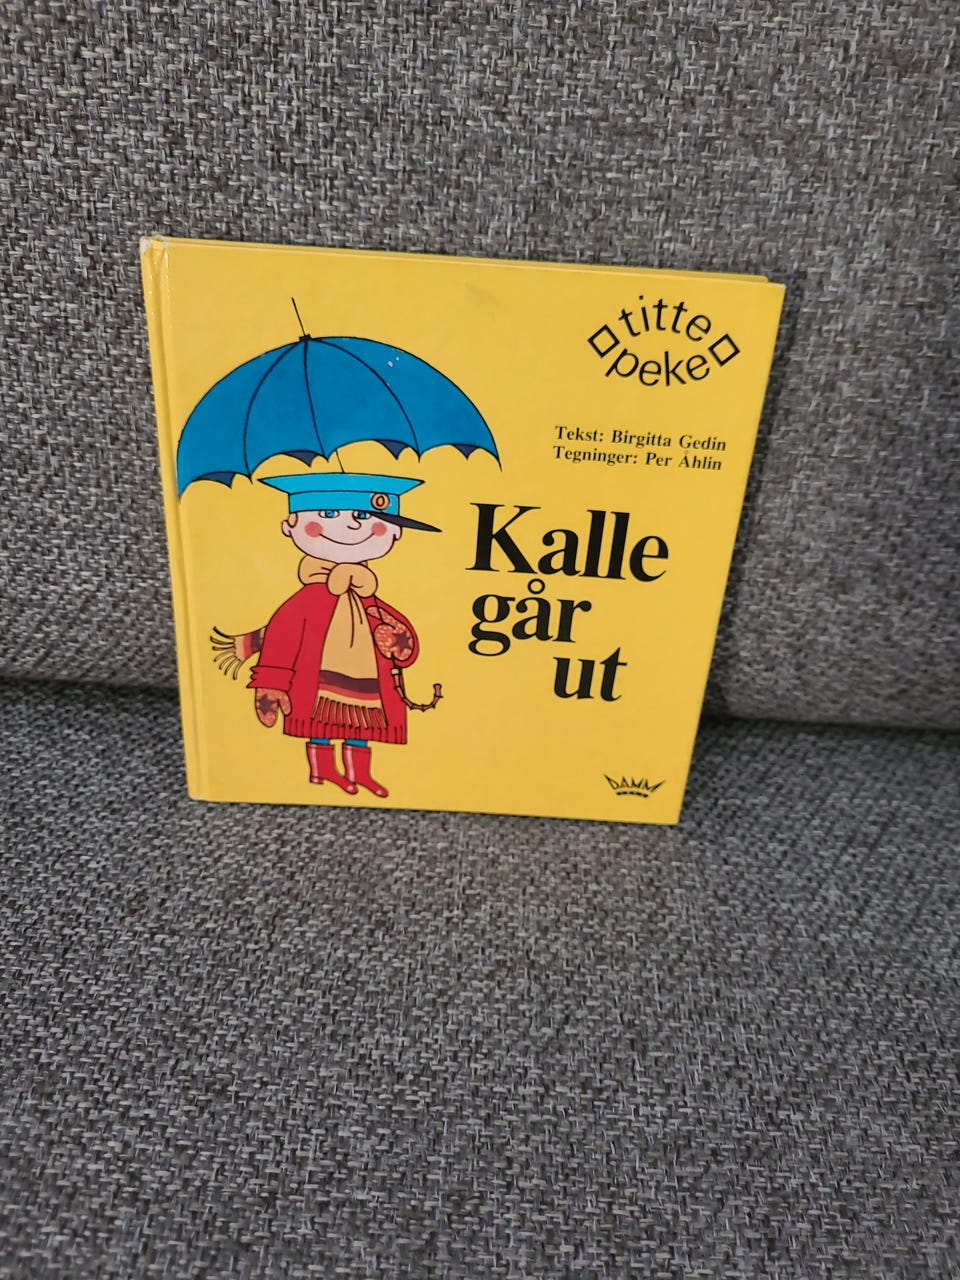 titte
peke
Tekst: Birgitta Gedin
Tegninger: Per Åhlin
Kalle
går
ut
DAMM